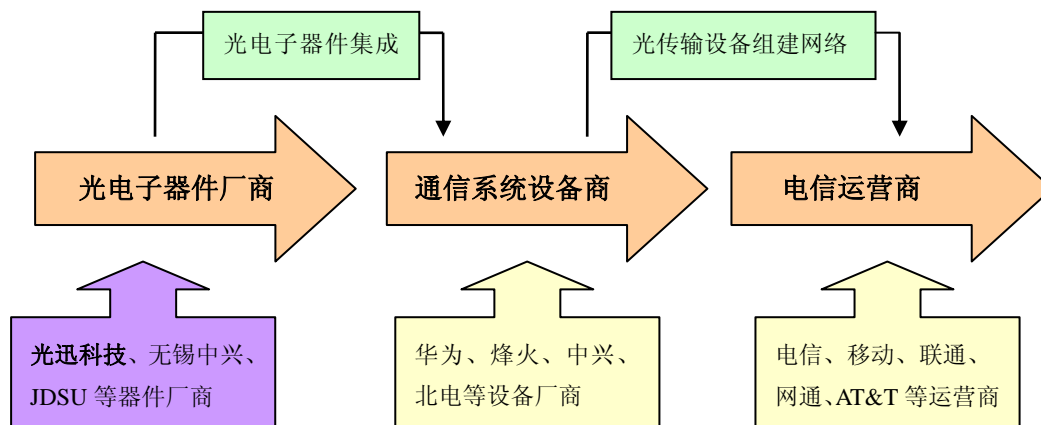 光电子器件集成
光传输设备组建网络
光电子器件厂商
通信系统设备商
电信运营商
光迅科技、无锡中兴、
JDSU 等器件厂商
华为、烽火、中兴、
北电等设备厂商
电信、移动、联通、
网通、AT&T 等运营商